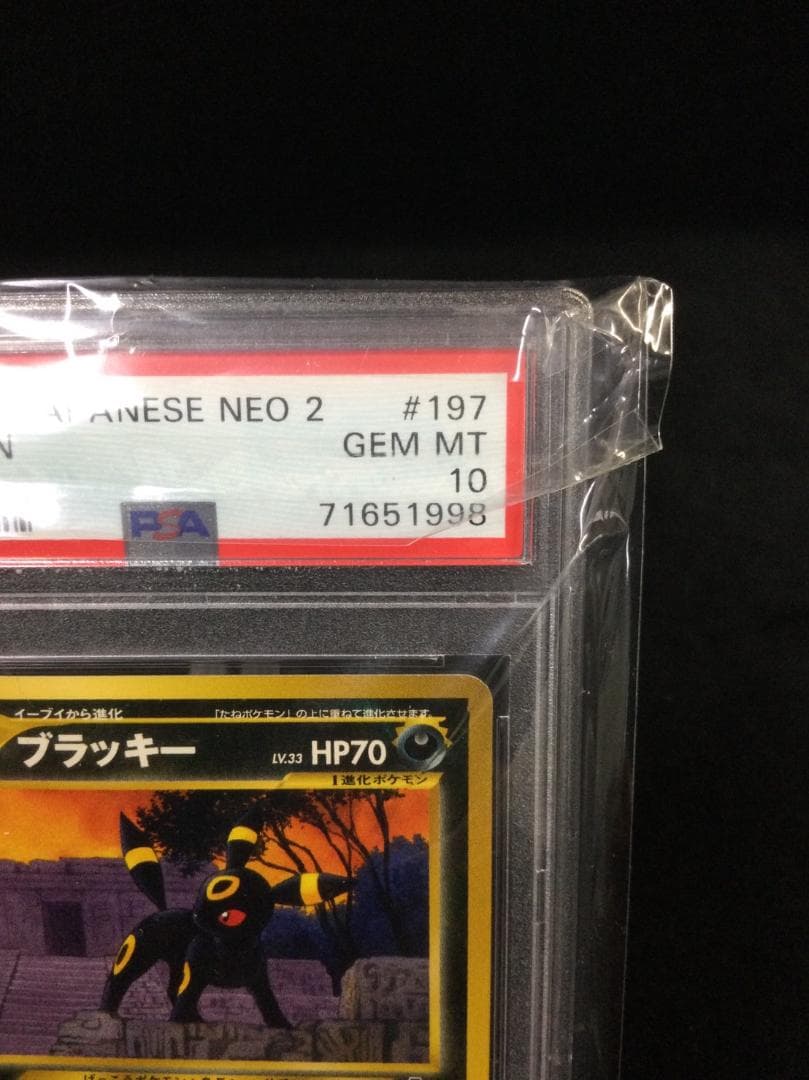 JAPANESE NEO 2 #197
N GEM MT
10
PSA 71651998
イーブイから進化 「たねポケモン」の上に重ねて進化させます
ブラッキー LV.33 HP70
1進化ポケモン